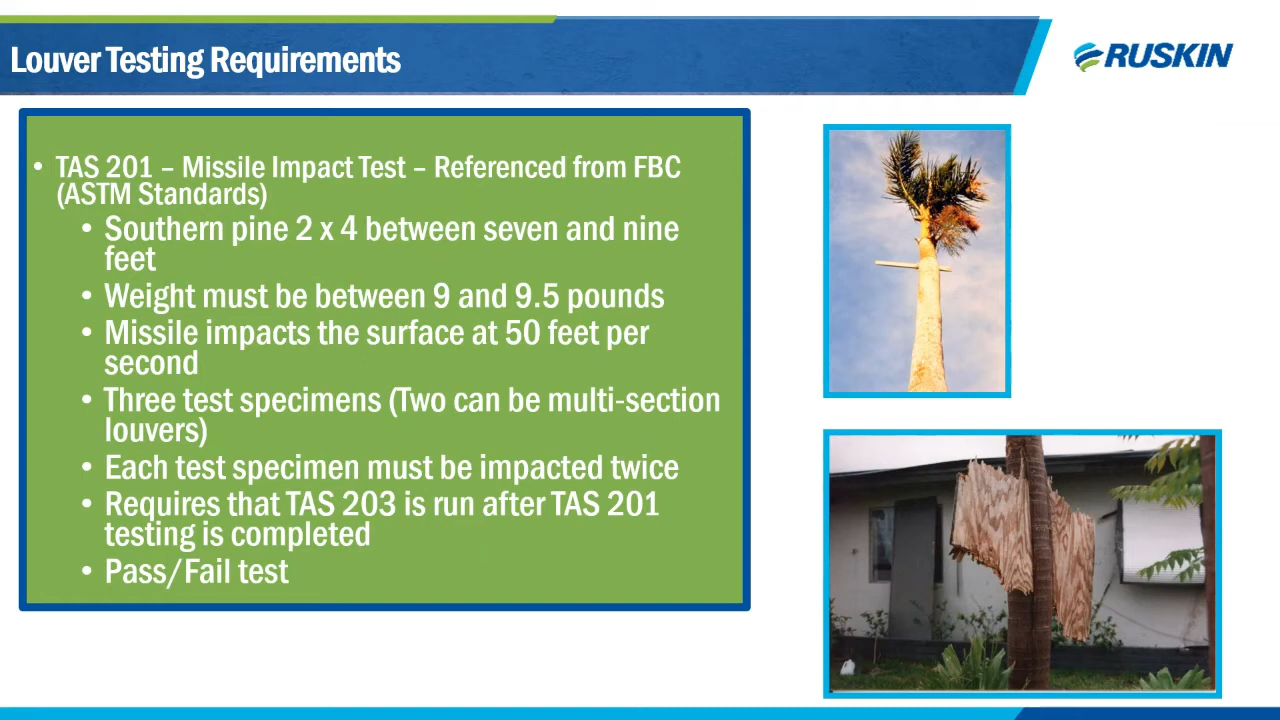 Louver Testing Requirements
RUSKIN
• TAS 201 – Missile Impact Test – Referenced from FBC
(ASTM Standards)
• Southern pine 2 x 4 between seven and nine
feet
• Weight must be between 9 and 9.5 pounds
• Missile impacts the surface at 50 feet per
second
• Three test specimens (Two can be multi-section
louvers)
• Each test specimen must be impacted twice
• Requires that TAS 203 is run after TAS 201
testing is completed
• Pass/Fail test